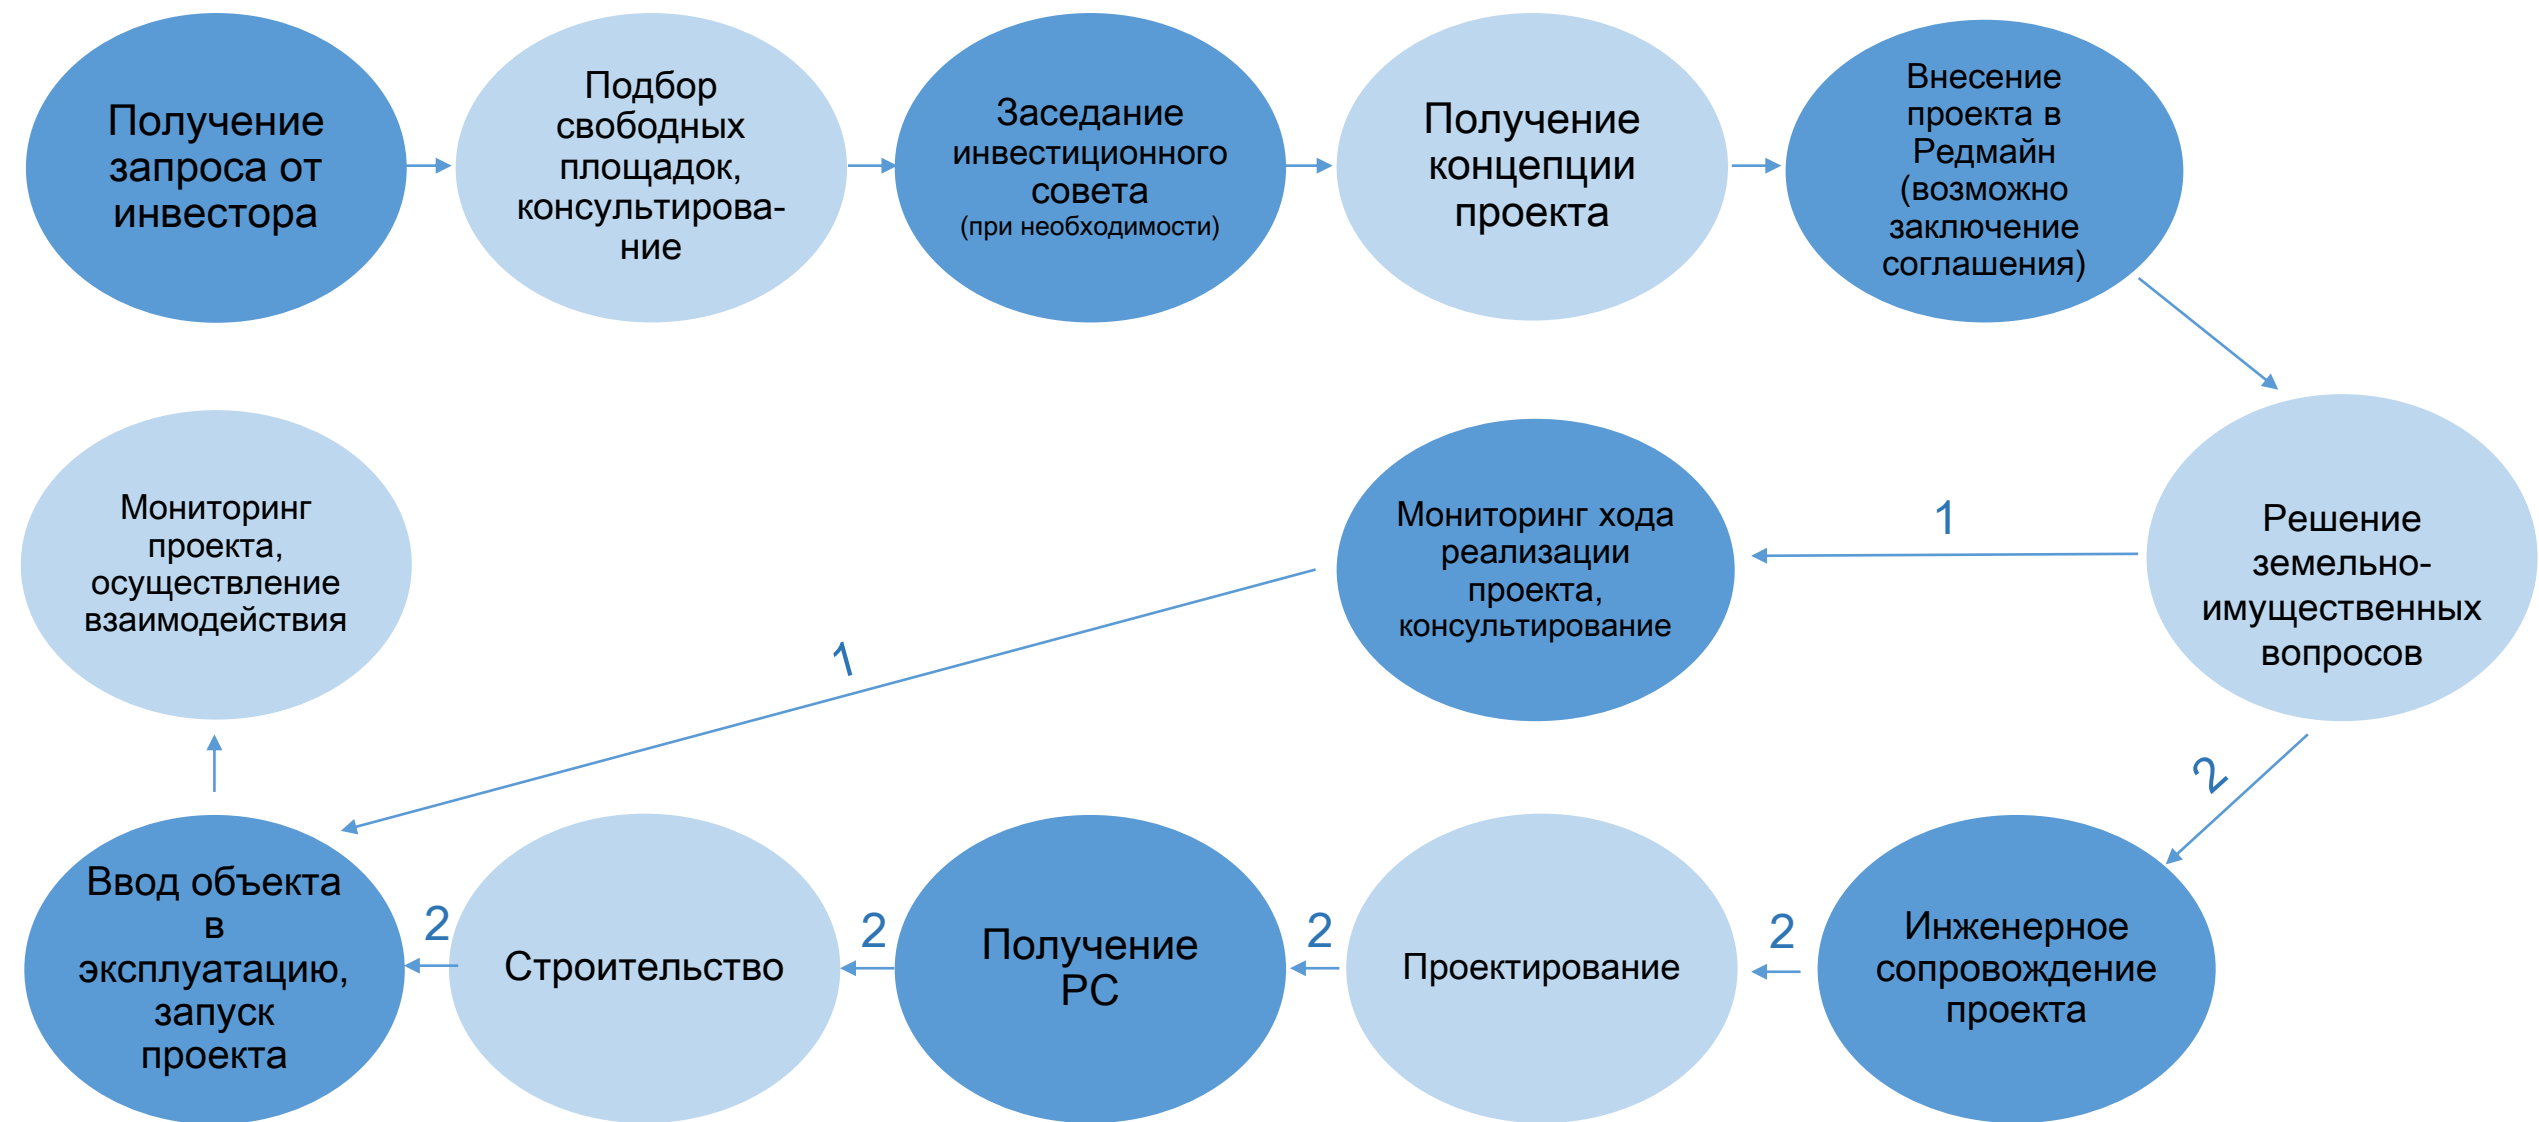 Получение
запроса от
инвестора
Подбор
свободных
площадок,
консультирова-
ние
Заседание
инвестиционного
совета
(при необходимости)
Получение
концепции
проекта
Внесение
проекта в
Редмайн
(возможно
заключение
соглашения)
Решение
земельно-
имущественных
вопросов
1
Мониторинг хода
реализации
проекта,
консультирование
1
Мониторинг
проекта,
осуществление
взаимодействия
2
Инженерное
сопровождение
проекта
2
Проектирование
2
Получение
РС
2
Строительство
2
Ввод объекта
в
эксплуатацию,
запуск
проекта